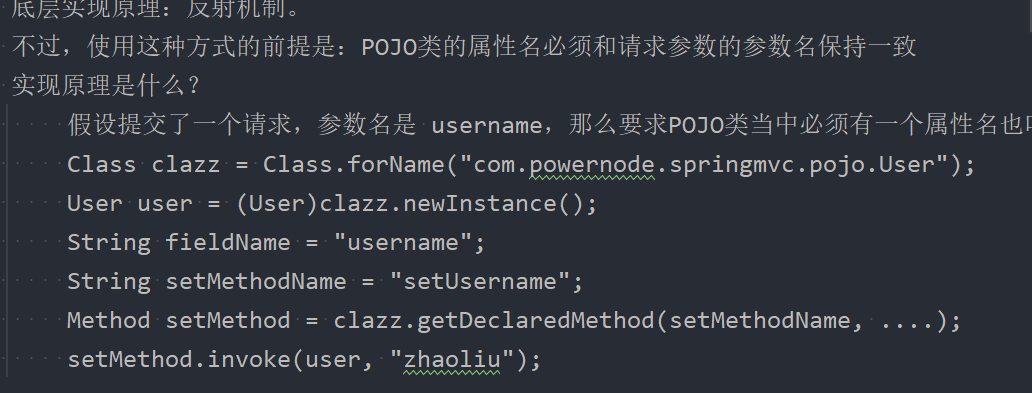 底层实现原理：反射机制。
不过，使用这种方式的前提是：POJO类的属性名必须和请求参数的参数名保持一致
实现原理是什么？
假设提交了一个请求，参数名是 username，那么要求POJO类当中必须有一个属性名也
Class clazz = Class.forName("com.powernode.springmvc.pojo.User");
User user = (User)clazz.newInstance();
String fieldName = "username";
String setMethodName = "setUsername";
Method setMethod = clazz.getDeclaredMethod(setMethodName, ....);
setMethod.invoke(user, "zhaoliu");